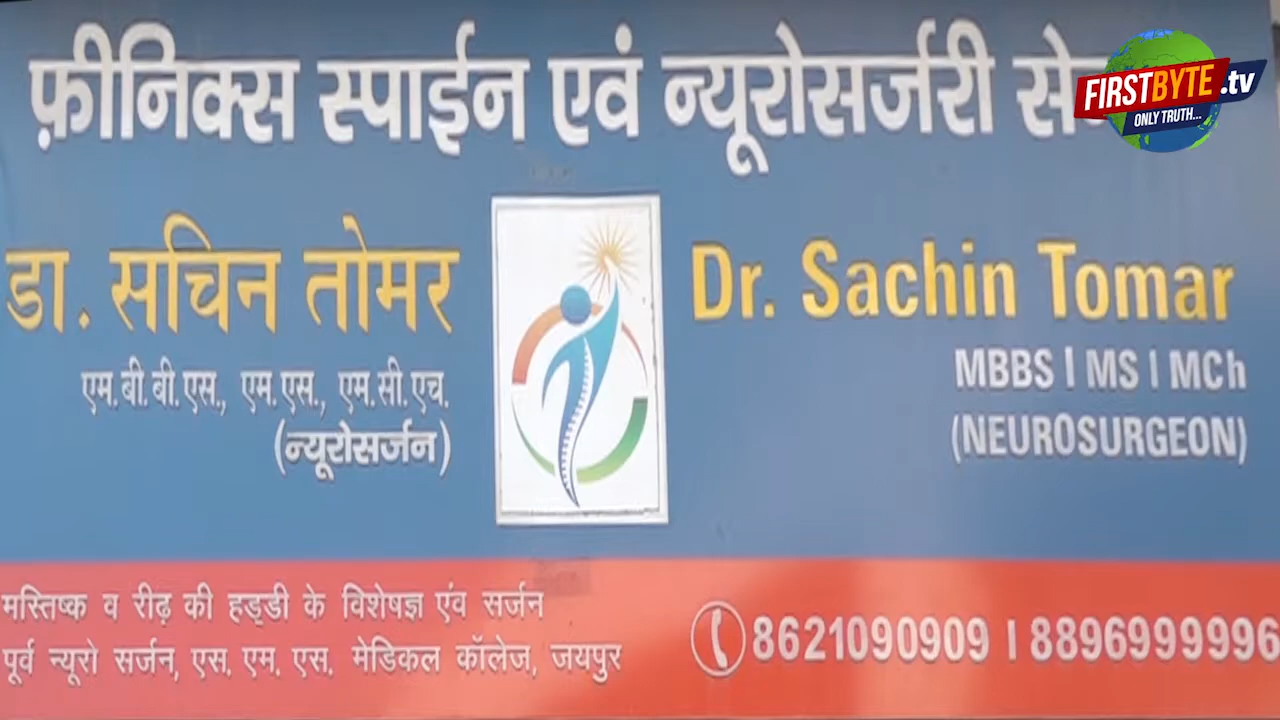 फ़ीनिक्स स्पाईन एवं न्यूरोसर्जरी
FIRSTBYTE.tv
ONLY TRUTH...
डा. सचिन तोमर
एम.बी.बी.एस., एम.एस., एम.सी.एच.
(न्यूरोसर्जन)
Dr. Sachin Tomar
MBBS | MS | MCh
(NEUROSURGEON)
मस्तिष्क व रीढ़ की हड्डी के विशेषज्ञ एंव सर्जन
पूर्व न्यूरो सर्जन, एस. एम. एस. मेडिकल कॉलेज, जयपुर
8621090909 | 8896999996